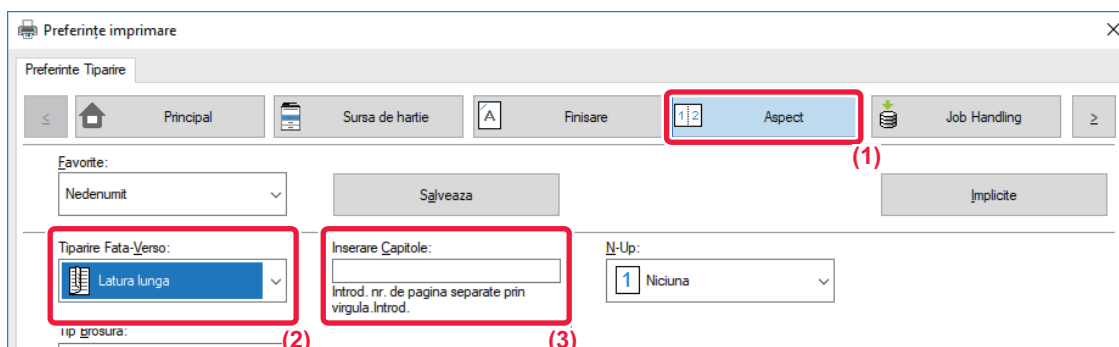 Preferințe imprimare
Preferinte Tiparire
< Principal Sursa de hartie Finisare Aspect Job Handling >
(1)
Favorite:
Nedenumit Salveaza Implicite
Tiparire Fata-Verso: Inserare Capitole: N-Up:
Latura lunga 1 Niciuna
Introd. nr. de pagina separate prin
virgula.Introd.
Tip Brosura:
(2) (3)